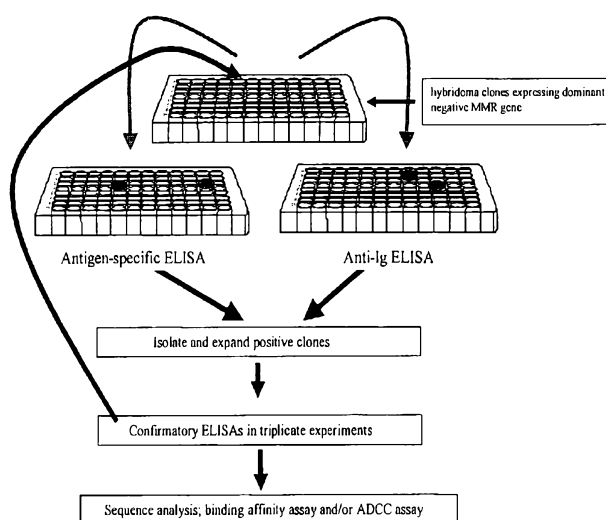 hybridoma clones expressing dominant
negative MMR gene
Antigen-specific ELISA
Anti-Ig ELISA
Isolate and expand positive clones
Confirmatory ELISAs in triplicate experiments
Sequence analysis; binding affinity assay and/or ADCC assay